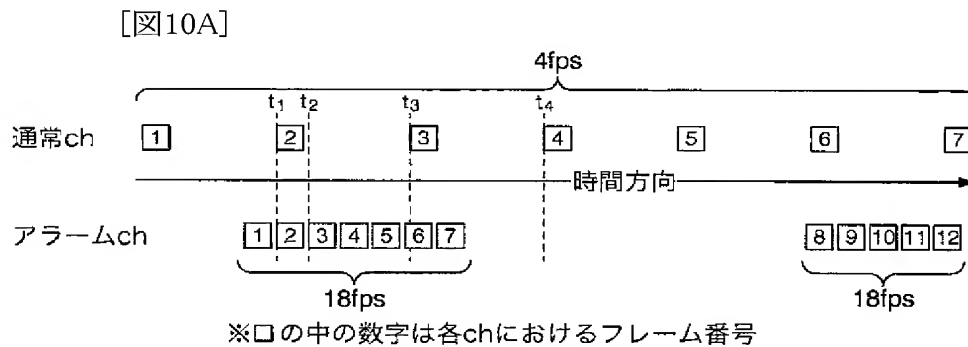 [図10A]
4fps
t1 t2 t3 t4
通常ch 1 2 3 4 5 6 7
時間方向
アラームch 1 2 3 4 5 6 7 8 9 10 11 12
18fps 18fps
※□の中の数字は各chにおけるフレーム番号